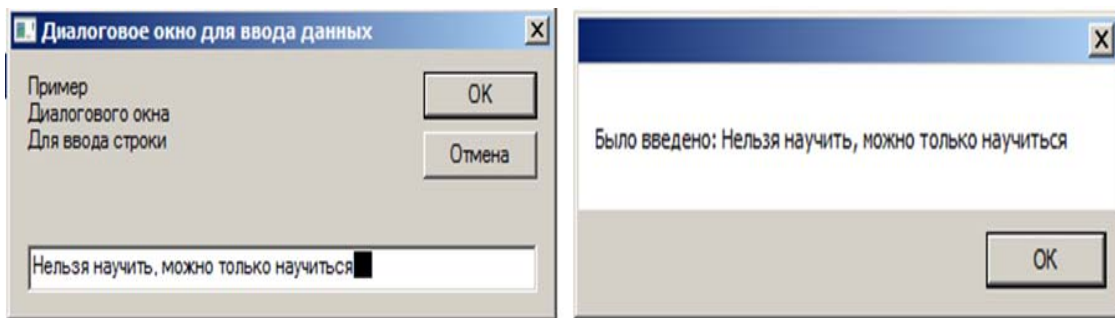 Диалоговое окно для ввода данных
Пример
Диалогового окна
Для ввода строки
OK
Отмена
Нельзя научить, можно только научиться
Было введено: Нельзя научить, можно только научиться
OK